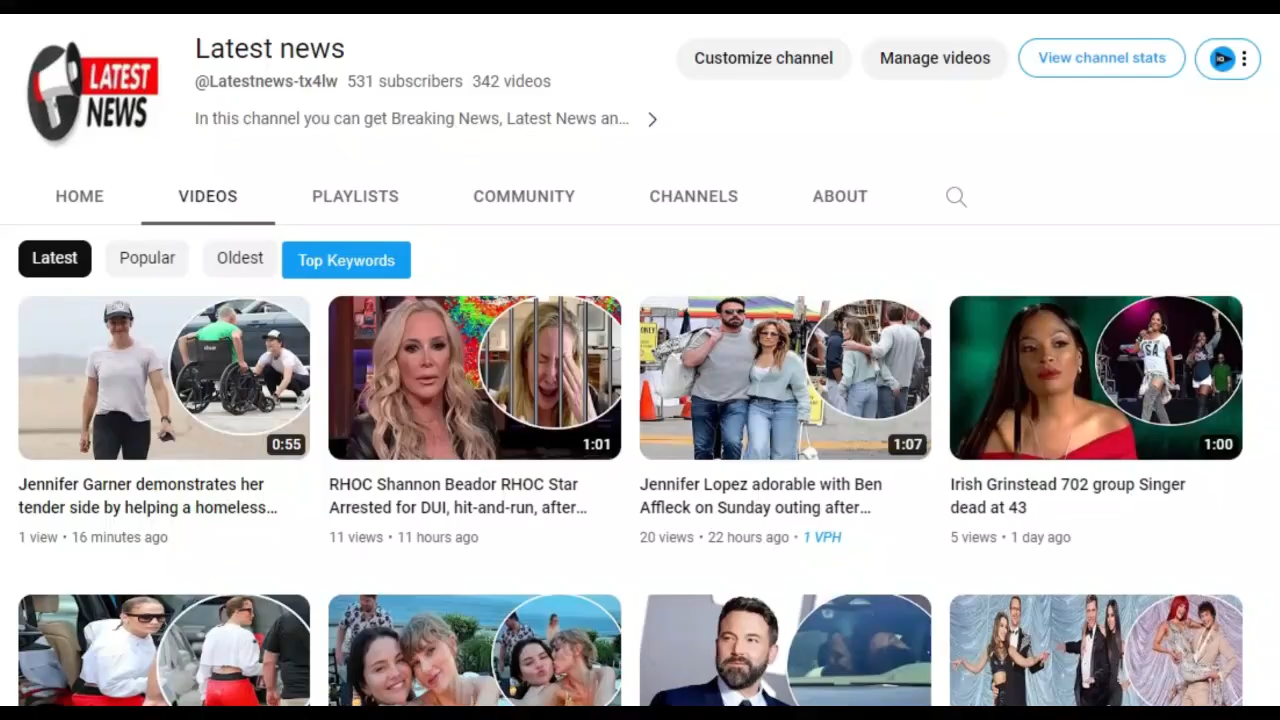 LATEST
NEWS
Latest news
@Latestnews-tx4lw 531 subscribers 342 videos
In this channel you can get Breaking News, Latest News an...
Customize channel
Manage videos
View channel stats
HOME
VIDEOS
PLAYLISTS
COMMUNITY
CHANNELS
ABOUT
Latest
Popular
Oldest
Top Keywords
0:55
1:01
1:07
1:00
Jennifer Garner demonstrates her
tender side by helping a homeless...
1 view • 16 minutes ago
RHOC Shannon Beador RHOC Star
Arrested for DUI, hit-and-run, after...
11 views • 11 hours ago
Jennifer Lopez adorable with Ben
Affleck on Sunday outing after...
20 views • 22 hours ago • 1 VPH
Irish Grinstead 702 group Singer
dead at 43
5 views • 1 day ago